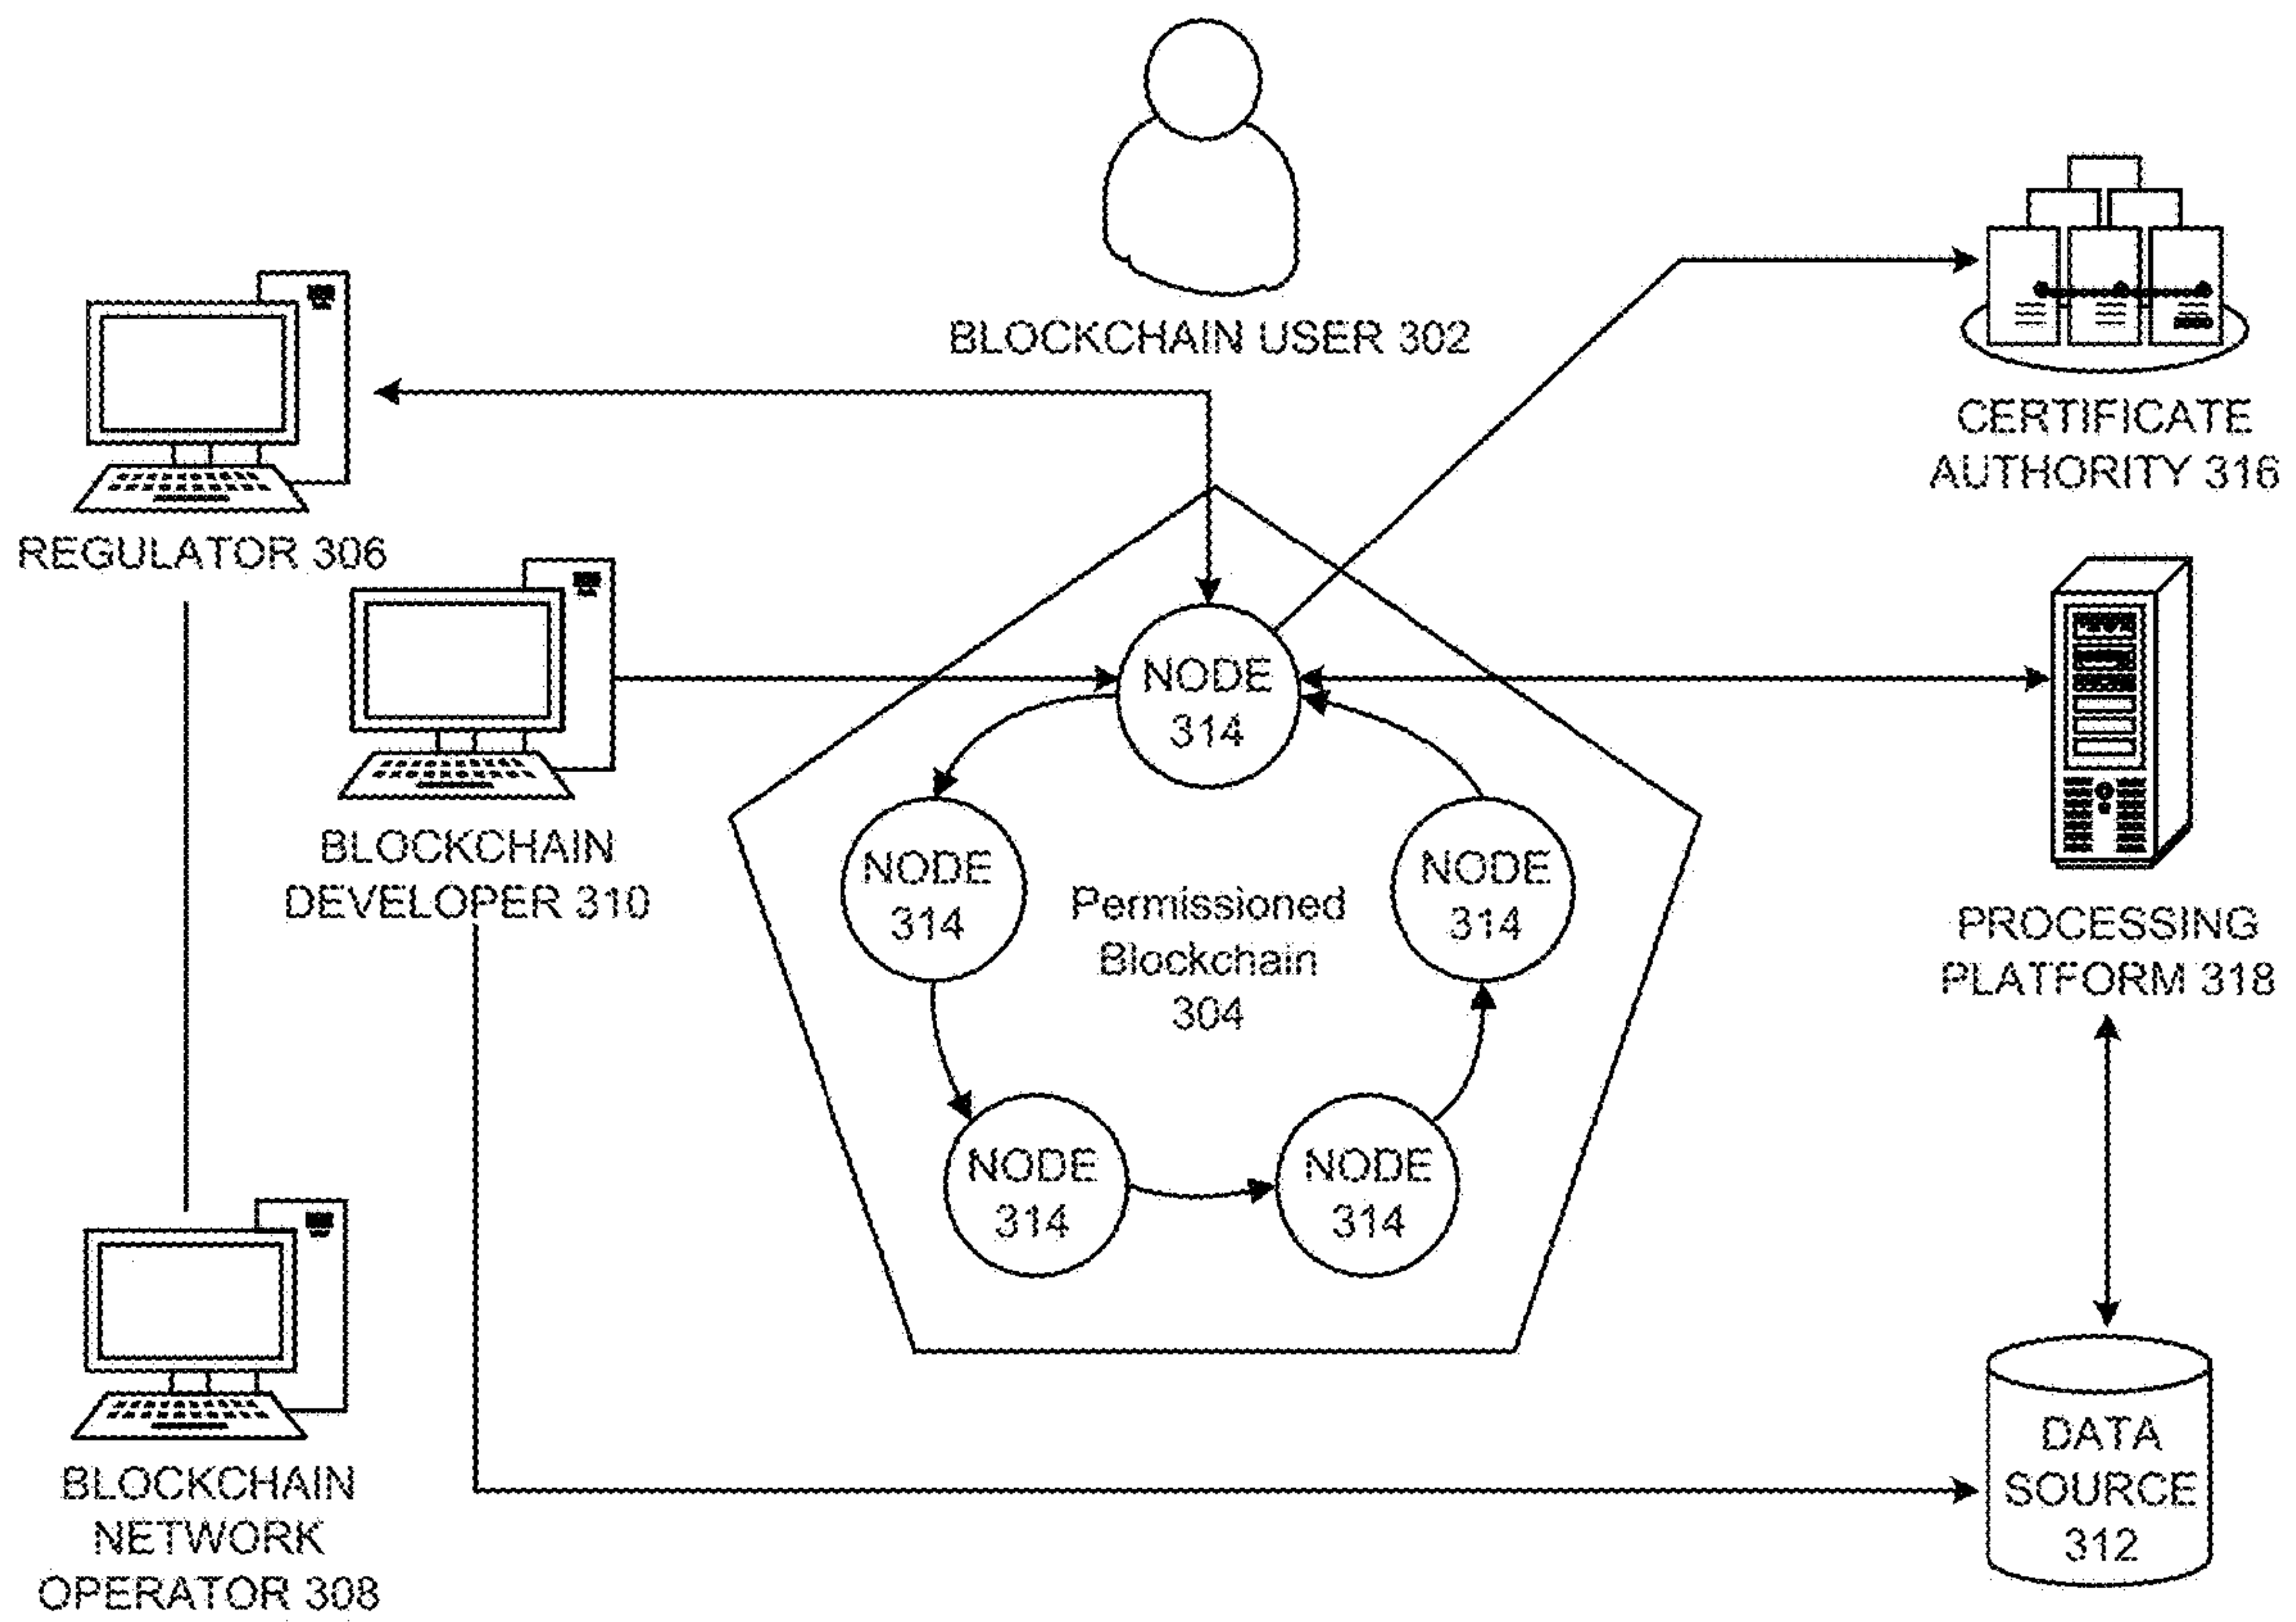 BLOCKCHAIN USER 302
CERTIFICATE
AUTHORITY 316
REGULATOR 306
BLOCKCHAIN
DEVELOPER 310
NODE
314
NODE
314
NODE
314
Permissioned
Blockchain
304
NODE
314
NODE
314
PROCESSING
PLATFORM 318
BLOCKCHAIN
NETWORK
OPERATOR 308
DATA
SOURCE
312